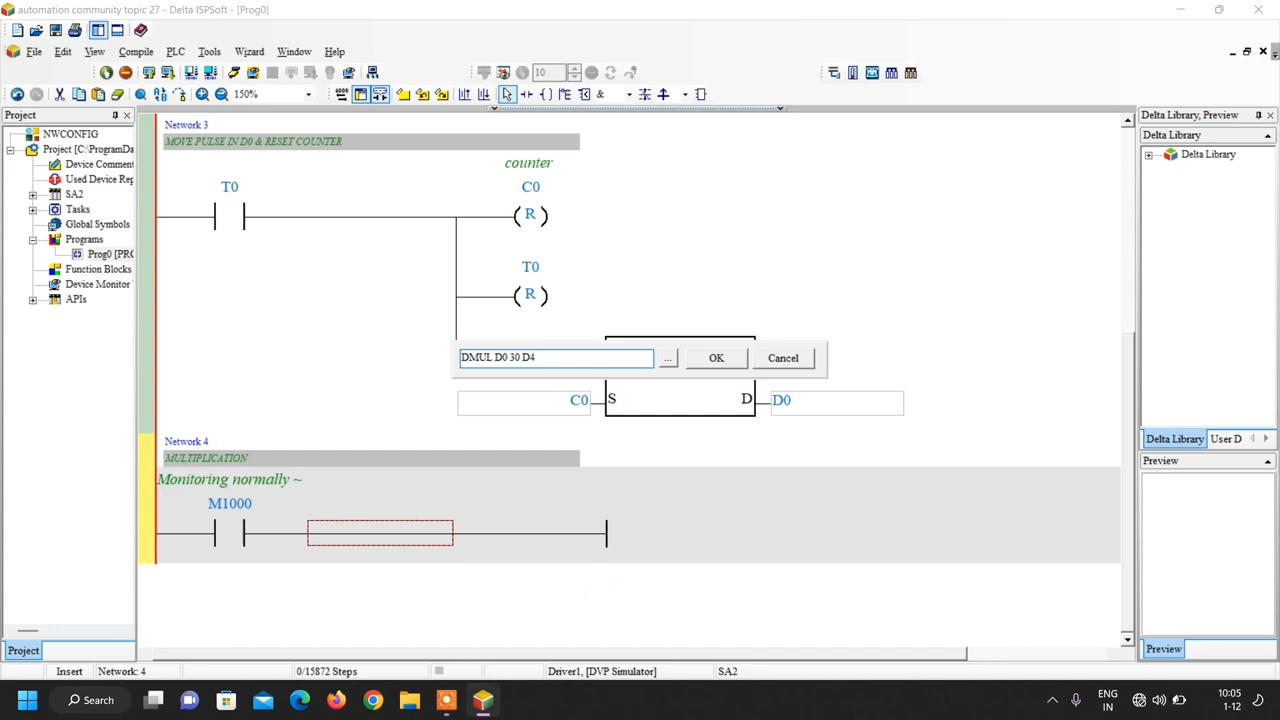 automation community topic 27 - Delta ISPSoft - [Prog0]
File Edit View Compile PLC Tools Wizard Window Help
10
150% &
Project
NWCONFIG
Project [C:\ProgramDa
Device Comment
Used Device Rep
SA2
Tasks
Global Symbols
Programs
Prog0 [PRG
Function Blocks
Device Monitor
APIs
Project
Network 3
MOVE PULSE IN D0 & RESET COUNTER
counter
T0 C0
R
T0
R
DMUL D0 30 D4 ... OK Cancel
C0 S D D0
Network 4
MULTIPLICATION
Monitoring normally ~
M1000
Delta Library, Preview
Delta Library
Delta Library
Delta Library User D
Preview
Preview
Insert Network: 4 0/15872 Steps Driver1, [DVP Simulator] SA2
Search
ENG
IN
10:05
1-12